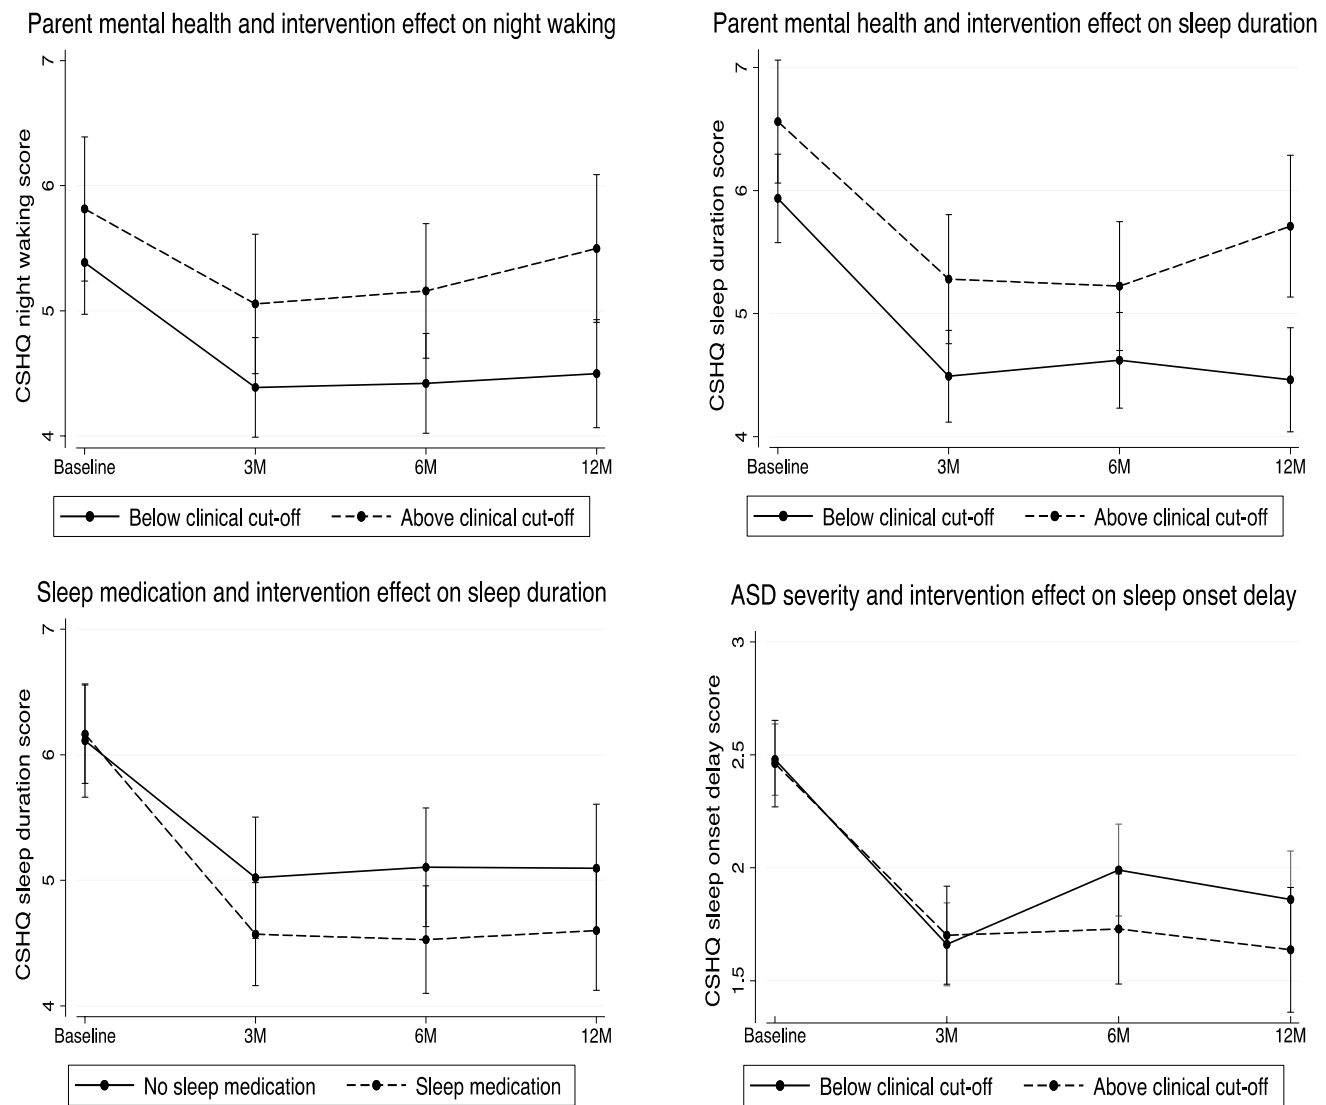 Parent mental health and intervention effect on night waking
CSHQ night waking score
7
6
5
4
Baseline 3M 6M 12M
Below clinical cut-off Above clinical cut-off
Parent mental health and intervention effect on sleep duration
CSHQ sleep duration score
7
6
5
4
Baseline 3M 6M 12M
Below clinical cut-off Above clinical cut-off
Sleep medication and intervention effect on sleep duration
CSHQ sleep duration score
7
6
5
4
Baseline 3M 6M 12M
No sleep medication Sleep medication
ASD severity and intervention effect on sleep onset delay
CSHQ sleep onset delay score
3
2.5
2
1.5
Baseline 3M 6M 12M
Below clinical cut-off Above clinical cut-off